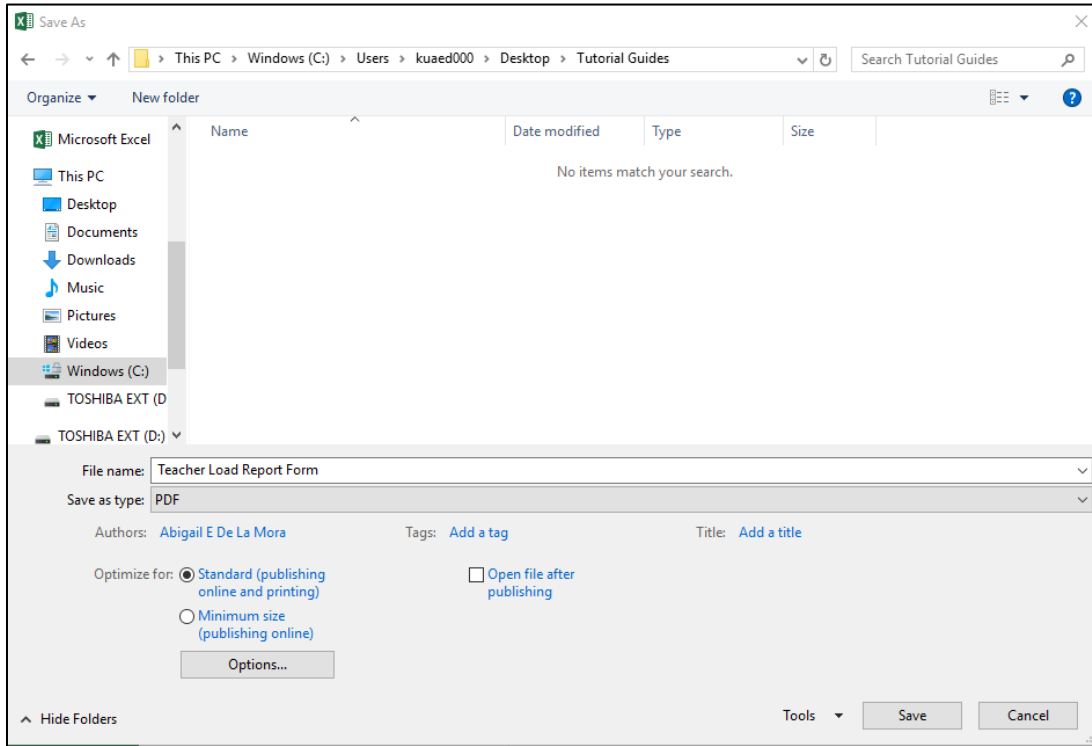 Save As
This PC > Windows (C:) > Users > kuaed000 > Desktop > Tutorial Guides
Search Tutorial Guides
Organize
New folder
Name
Date modified
Type
Size
No items match your search.
Microsoft Excel
This PC
Desktop
Documents
Downloads
Music
Pictures
Videos
Windows (C:)
TOSHIBA EXT (D
TOSHIBA EXT (D:)
File name: Teacher Load Report Form
Save as type: PDF
Authors: Abigail E De La Mora
Tags: Add a tag
Title: Add a title
Optimize for: Standard (publishing
online and printing)
Minimum size
(publishing online)
Open file after
publishing
Options...
Hide Folders
Tools
Save
Cancel